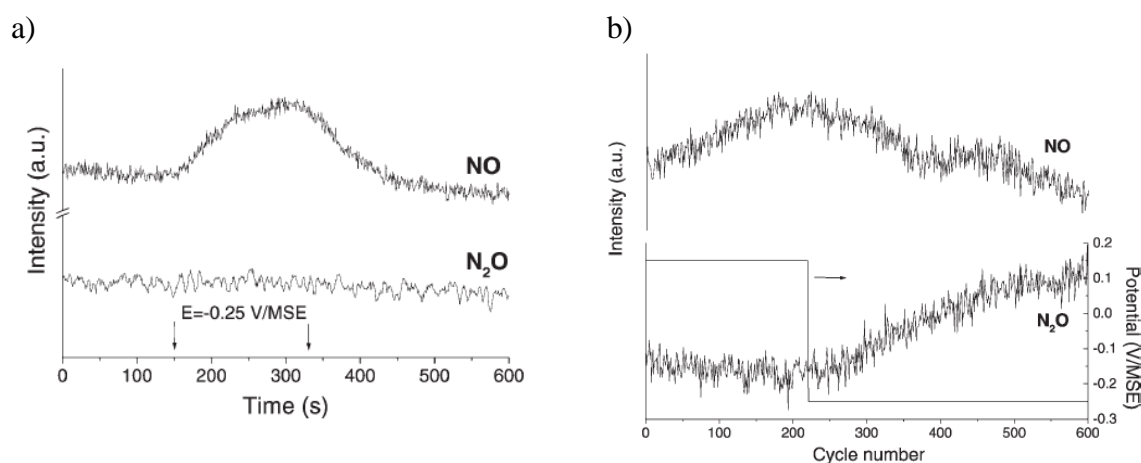 a)
Intensity (a.u.)
NO
N₂O
E=-0.25 V/MSE
0 100 200 300 400 500 600
Time (s)
b)
Intensity (a.u.)
NO
N₂O
0.2
0.1
0.0
-0.1
-0.2
-0.3
Potential (V/MSE)
0 100 200 300 400 500 600
Cycle number